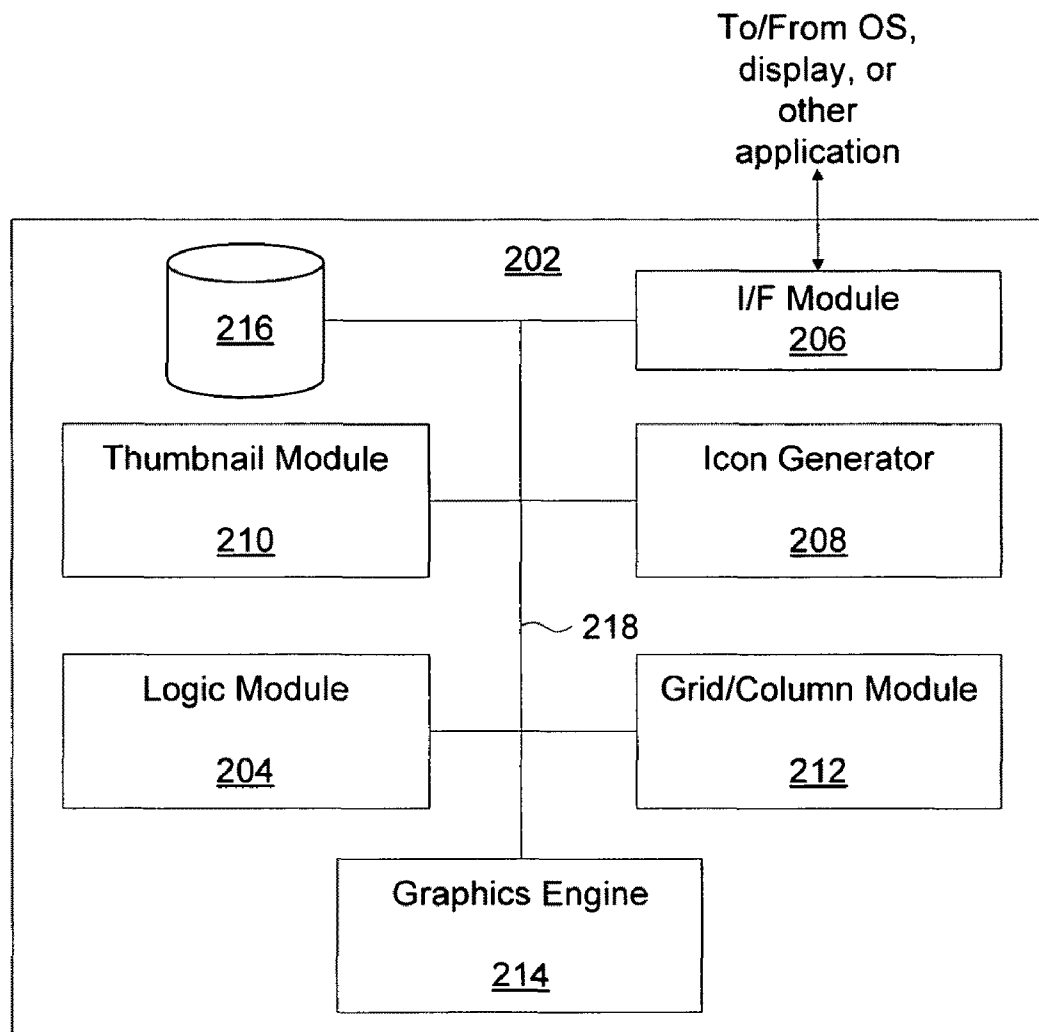 To/From OS,
display, or
other
application
202
216
I/F Module
206
Thumbnail Module
210
Icon Generator
208
218
Logic Module
204
Grid/Column Module
212
Graphics Engine
214